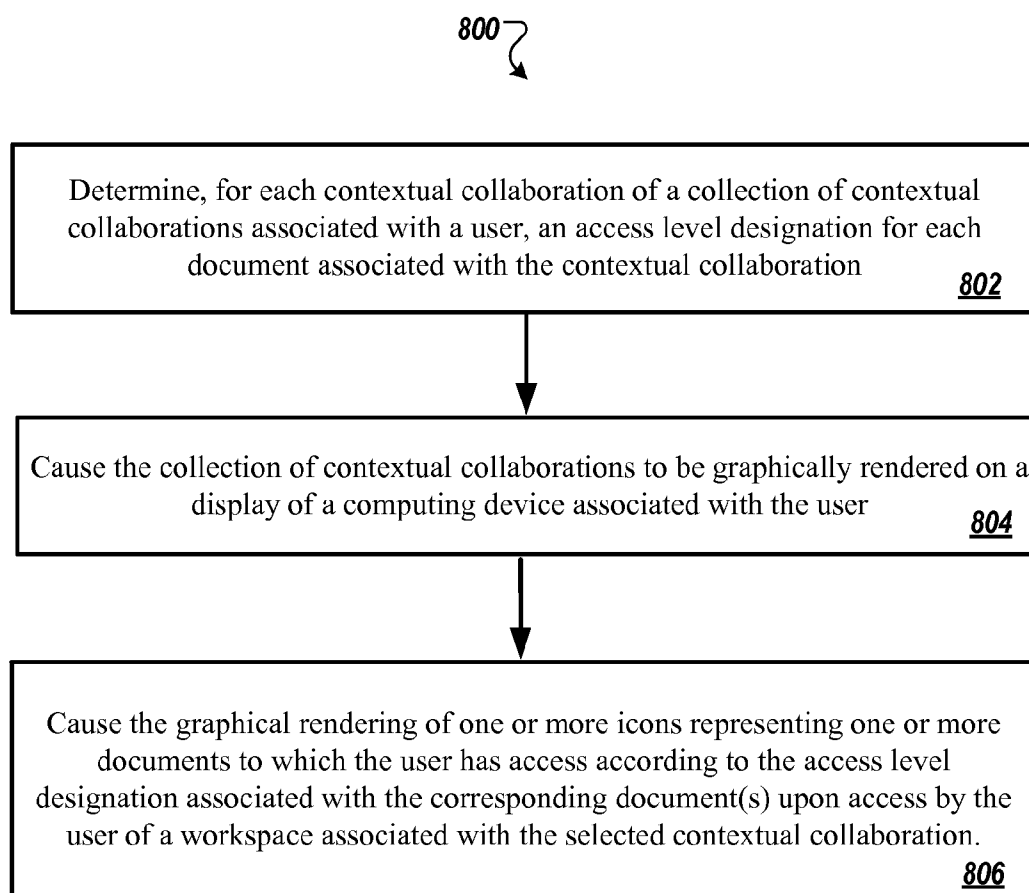 800
Determine, for each contextual collaboration of a collection of contextual
collaborations associated with a user, an access level designation for each
document associated with the contextual collaboration
802
Cause the collection of contextual collaborations to be graphically rendered on a
display of a computing device associated with the user
804
Cause the graphical rendering of one or more icons representing one or more
documents to which the user has access according to the access level
designation associated with the corresponding document(s) upon access by the
user of a workspace associated with the selected contextual collaboration.
806